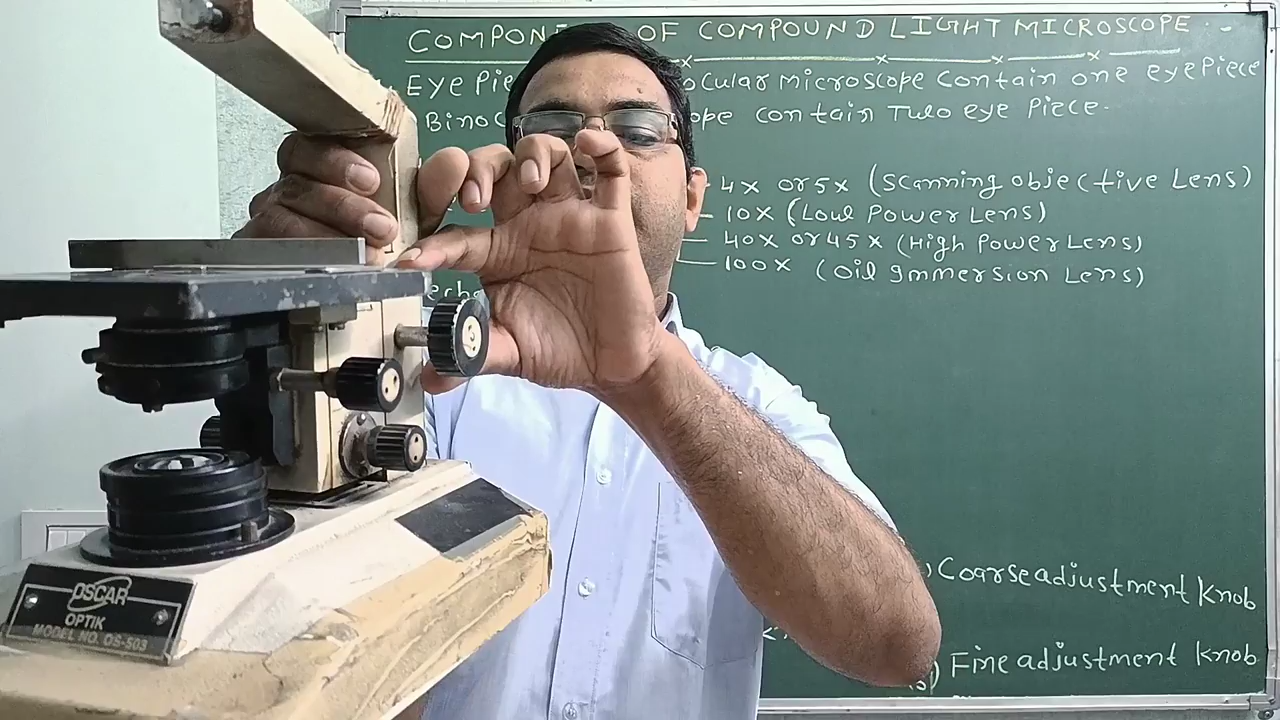 COMPON OF COMPOUND LIGHT MICROSCOPE
Eye Pie ocular Microscope contain one eyepiece
Binoc ope contain Two eye Piece
4x or 5x (Scanning objective Lens)
10x (Low Power Lens)
40x or 45x (High Power Lens)
100x (Oil Immersion Lens)
Coarse adjustment Knob
Fine adjustment Knob
OSCAR
OPTIK
MODEL NO. OS-503